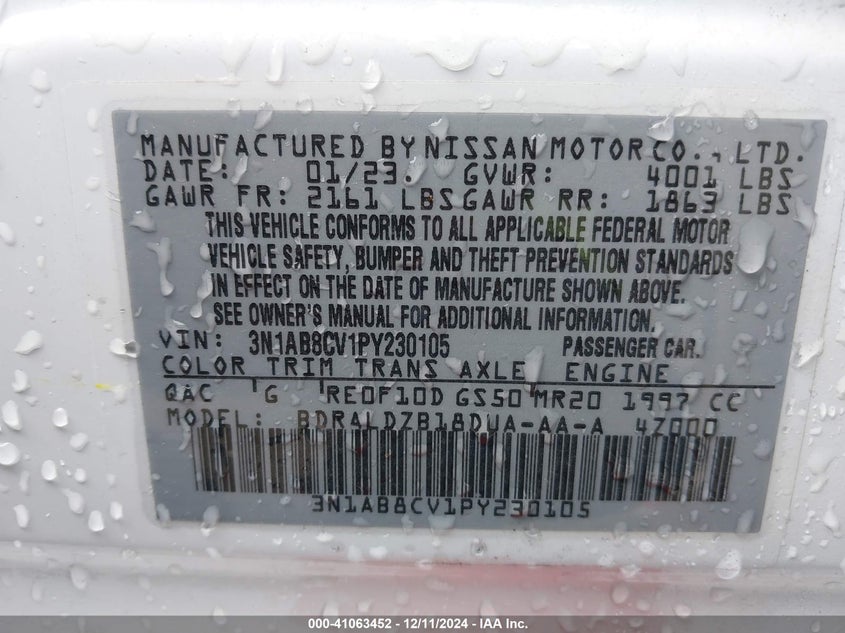 MANUFACTURED BY NISSAN MOTOR CO., LTD.
DATE: 01/23. GVWR: 4001 LBS
GAWR FR: 2161 LBS GAWR RR: 1863 LBS
THIS VEHICLE CONFORMS TO ALL APPLICABLE FEDERAL MOTOR
VEHICLE SAFETY, BUMPER AND THEFT PREVENTION STANDARDS
IN EFFECT ON THE DATE OF MANUFACTURE SHOWN ABOVE.
SEE OWNER'S MANUAL FOR ADDITIONAL INFORMATION.
VIN: 3N1AB8CV1PY230105 PASSENGER CAR.
COLOR TRIM TRANS AXLE ENGINE
QAC G RE0F10D GS50 MR20 1997 CC
MODEL: BDRALDZB18DUA-AA-A 4Z000
3N1AB8CV1PY230105
000-41063452 - 12/11/2024 - IAA Inc.